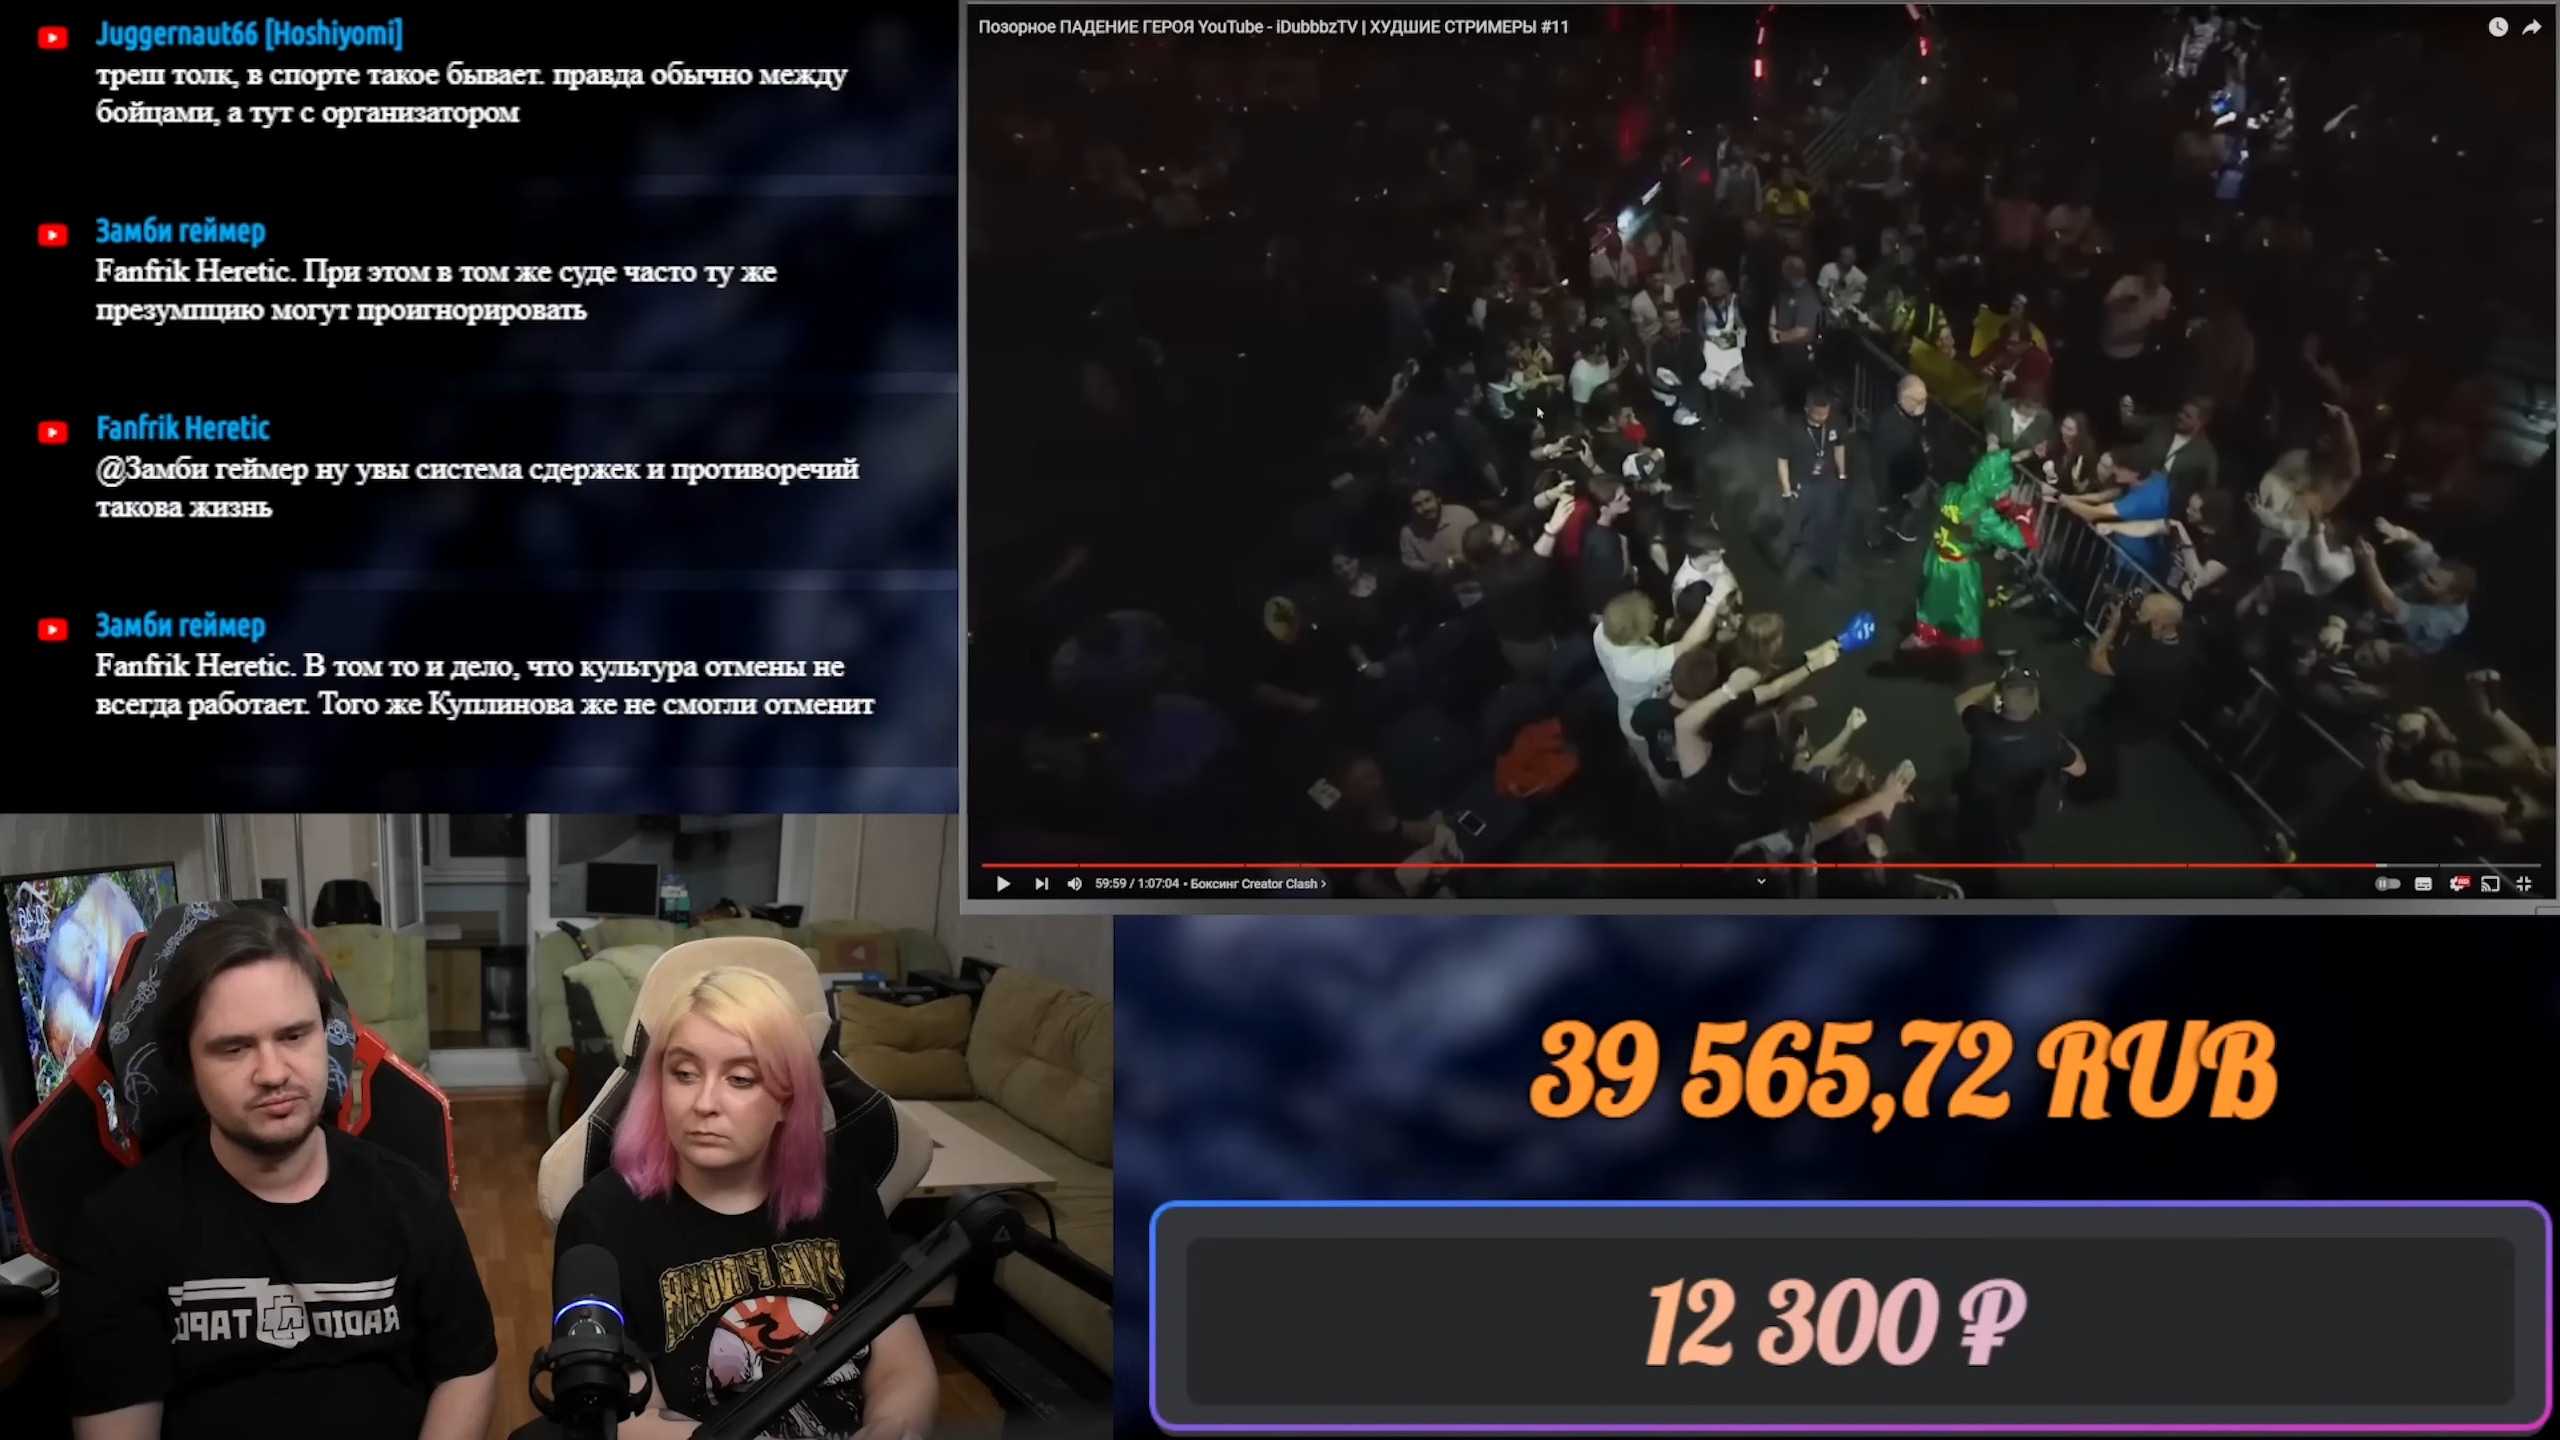 Juggernaut66 [Hoshiyomi]
треш толк, в спорте такое бывает. правда обычно между
бойцами, а тут с организатором
Замби геймер
Fanfrik Heretic. При этом в том же суде часто ту же
презумпцию могут проигнорировать
Fanfrik Heretic
@Замби геймер ну увы система сдержек и противоречий
такова жизнь
Замби геймер
Fanfrik Heretic. В том то и дело, что культура отмены не
всегда работает. Того же Куплинова же не смогли отменит
Позорное ПАДЕНИЕ ГЕРОЯ YouTube - iDubbbzTV | ХУДШИЕ СТРИМЕРЫ #11
59:59 / 1:07:04 • Боксинг Creator Clash ›
39 565,72 RUB
12 300 ₽
RADIO ТАРО